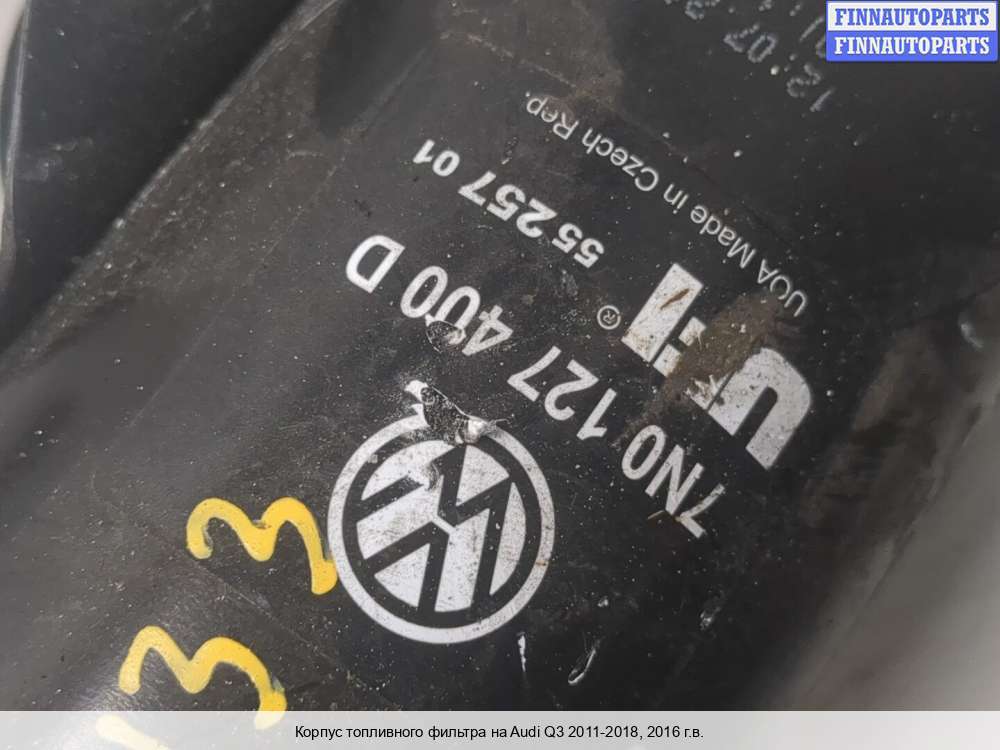 FINNAUTOPARTS
FINNAUTOPARTS
UOA Made in Czech Rep.
55 257 01
®
7N0 127 400 D
Корпус топливного фильтра на Audi Q3 2011-2018, 2016 г.в.